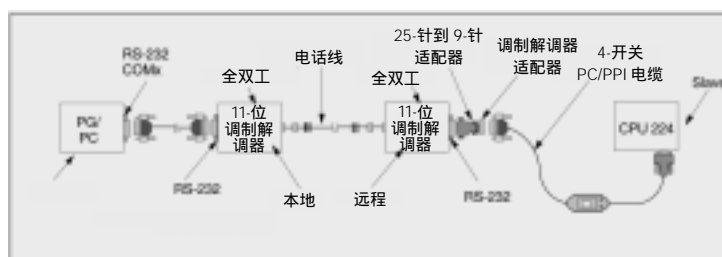 RS-232
COMx
全双工
电话线
全双工
25-针到 9-针
适配器
调制解调器
适配器
4-开关
PC/PPI 电缆
Slave
PG/
PC
11-位
调制解
调器
11-位
调制解
调器
CPU 224
RS-232
本地
远程
RS-232